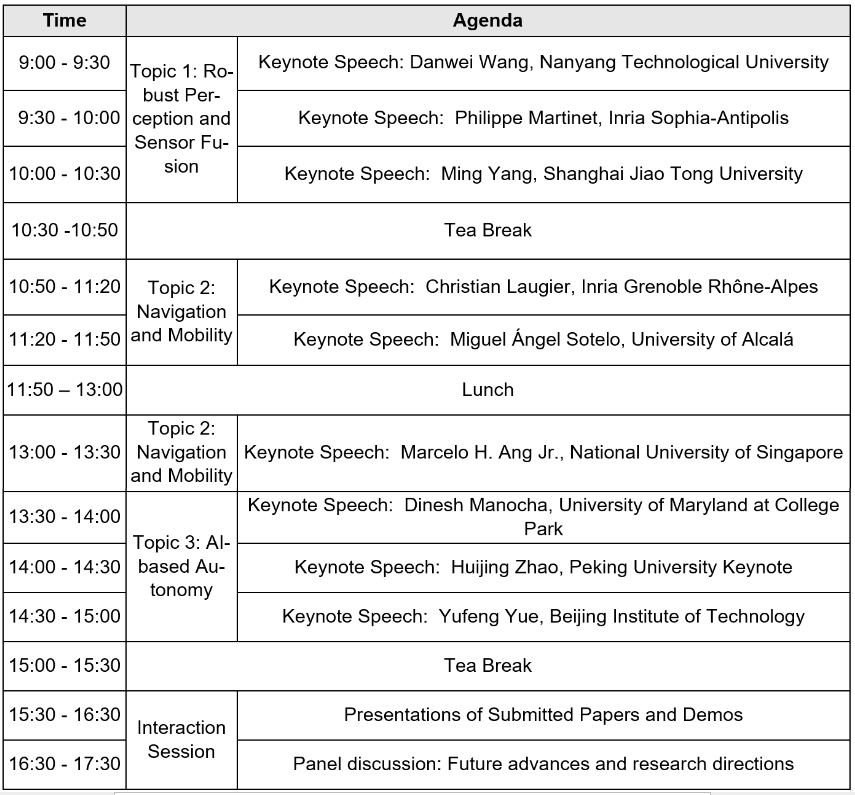 Time Agenda
9:00 - 9:30 Keynote Speech: Danwei Wang, Nanyang Technological University
Topic 1: Ro-
bust Per-
ception and
Sensor Fu-
sion
9:30 - 10:00 Keynote Speech:  Philippe Martinet, Inria Sophia-Antipolis
10:00 - 10:30 Keynote Speech:  Ming Yang, Shanghai Jiao Tong University
10:30 -10:50 Tea Break
10:50 - 11:20 Keynote Speech:  Christian Laugier, Inria Grenoble Rhône-Alpes
Topic 2:
Navigation
and Mobility
11:20 - 11:50 Keynote Speech:  Miguel Ángel Sotelo, University of Alcalá
11:50 – 13:00 Lunch
Topic 2:
Navigation
and Mobility
13:00 - 13:30 Keynote Speech:  Marcelo H. Ang Jr., National University of Singapore
13:30 - 14:00 Keynote Speech:  Dinesh Manocha, University of Maryland at College
Park
Topic 3: AI-
based Au-
tonomy
14:00 - 14:30 Keynote Speech:  Huijing Zhao, Peking University Keynote
14:30 - 15:00 Keynote Speech:  Yufeng Yue, Beijing Institute of Technology
15:00 - 15:30 Tea Break
15:30 - 16:30 Presentations of Submitted Papers and Demos
Interaction
Session
16:30 - 17:30 Panel discussion: Future advances and research directions